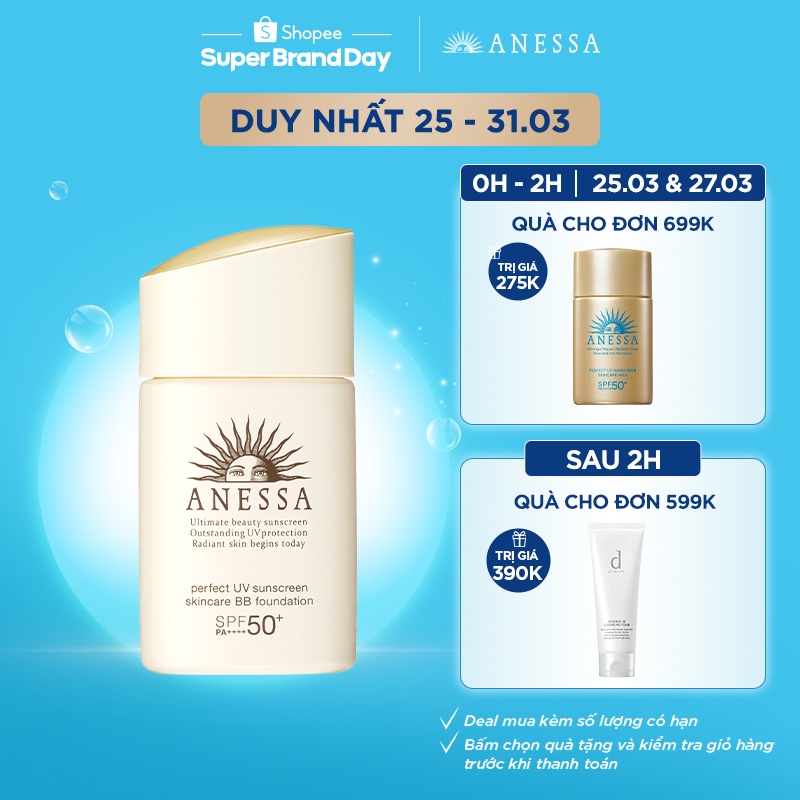 Shopee
Super Brand Day
ANESSA
DUY NHẤT 25 - 31.03
0H - 2H | 25.03 & 27.03
QUÀ CHO ĐƠN 699K
TRỊ GIÁ
275K
ANESSA
PERFECT UV SUNSCREEN
SKINCARE MILK
SPF50+
PA++++
SAU 2H
QUÀ CHO ĐƠN 599K
TRỊ GIÁ
390K
d
ANESSA
Ultimate beauty sunscreen
Outstanding UV protection
Radiant skin begins today
perfect UV sunscreen
skincare BB foundation
SPF50+
PA++++
Deal mua kèm số lượng có hạn
Bấm chọn quà tặng và kiểm tra giỏ hàng
trước khi thanh toán